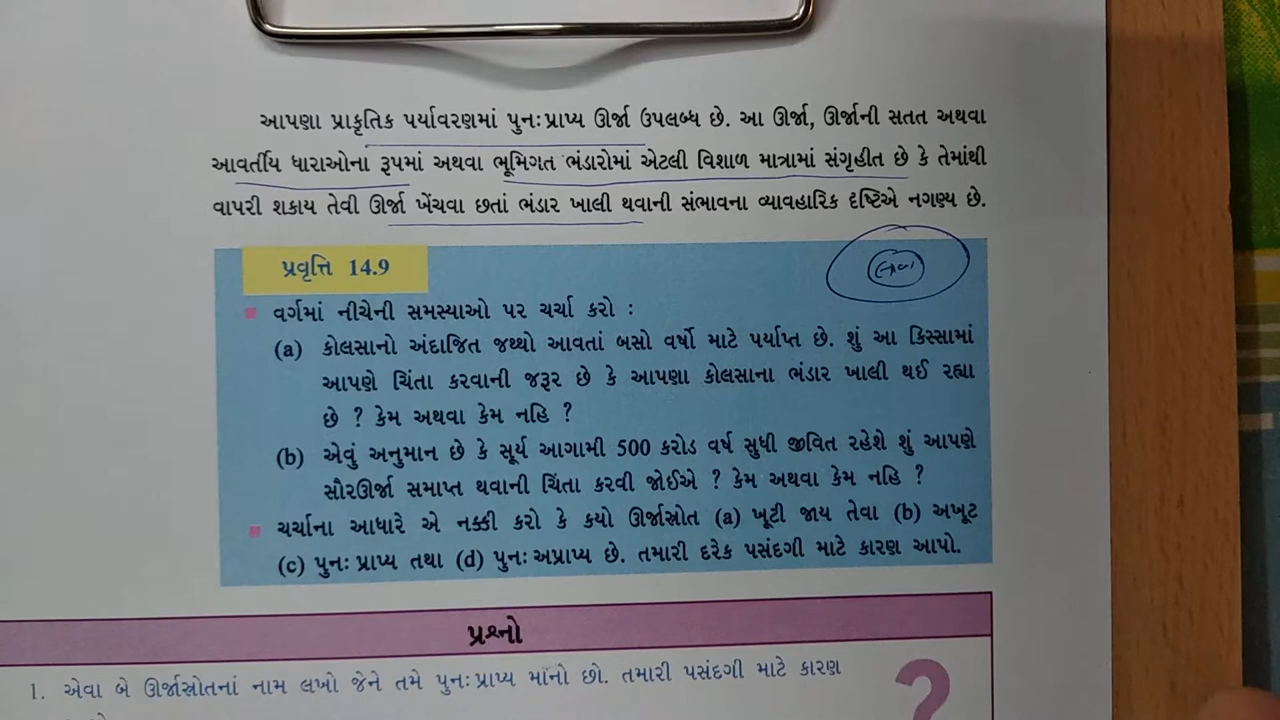 આપણા પ્રાકૃતિક પર્યાવરણમાં પુનઃપ્રાપ્ય ઊર્જા ઉપલબ્ધ છે. આ ઊર્જા, ઊર્જાની સતત અથવા
આવર્તીય ધારાઓના રૂપમાં અથવા ભૂમિગત ભંડારોમાં એટલી વિશાળ માત્રામાં સંગૃહીત છે કે તેમાંથી
વાપરી શકાય તેવી ઊર્જા ખેંચવા છતાં ભંડાર ખાલી થવાની સંભાવના વ્યાવહારિક દૃષ્ટિએ નગણ્ય છે.
પ્રવૃત્તિ 14.9
વર્ગમાં નીચેની સમસ્યાઓ પર ચર્ચા કરો :
(a) કોલસાનો અંદાજિત જથ્થો આવતાં બસો વર્ષો માટે પર્યાપ્ત છે. શું આ કિસ્સામાં
આપણે ચિંતા કરવાની જરૂર છે કે આપણા કોલસાના ભંડાર ખાલી થઈ રહ્યા
છે ? કેમ અથવા કેમ નહિ ?
(b) એવું અનુમાન છે કે સૂર્ય આગામી 500 કરોડ વર્ષ સુધી જીવિત રહેશે શું આપણે
સૌરઊર્જા સમાપ્ત થવાની ચિંતા કરવી જોઈએ ? કેમ અથવા કેમ નહિ ?
ચર્ચાના આધારે એ નક્કી કરો કે કયો ઊર્જાસ્રોત (a) ખૂટી જાય તેવા (b) અખૂટ
(c) પુનઃ પ્રાપ્ય તથા (d) પુનઃ અપ્રાપ્ય છે. તમારી દરેક પસંદગી માટે કારણ આપો.
પ્રશ્નો
1. એવા બે ઊર્જાસ્રોતનાં નામ લખો જેને તમે પુનઃપ્રાપ્ય માનો છો. તમારી પસંદગી માટે કારણ
?